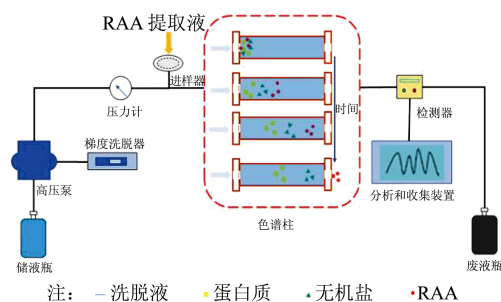 RAA 提取液
进样器
压力计
时间
检测器
梯度洗脱器
高压泵
分析和收集装置
色谱柱
储液瓶
废液瓶
注： 洗脱液 蛋白质 无机盐 RAA